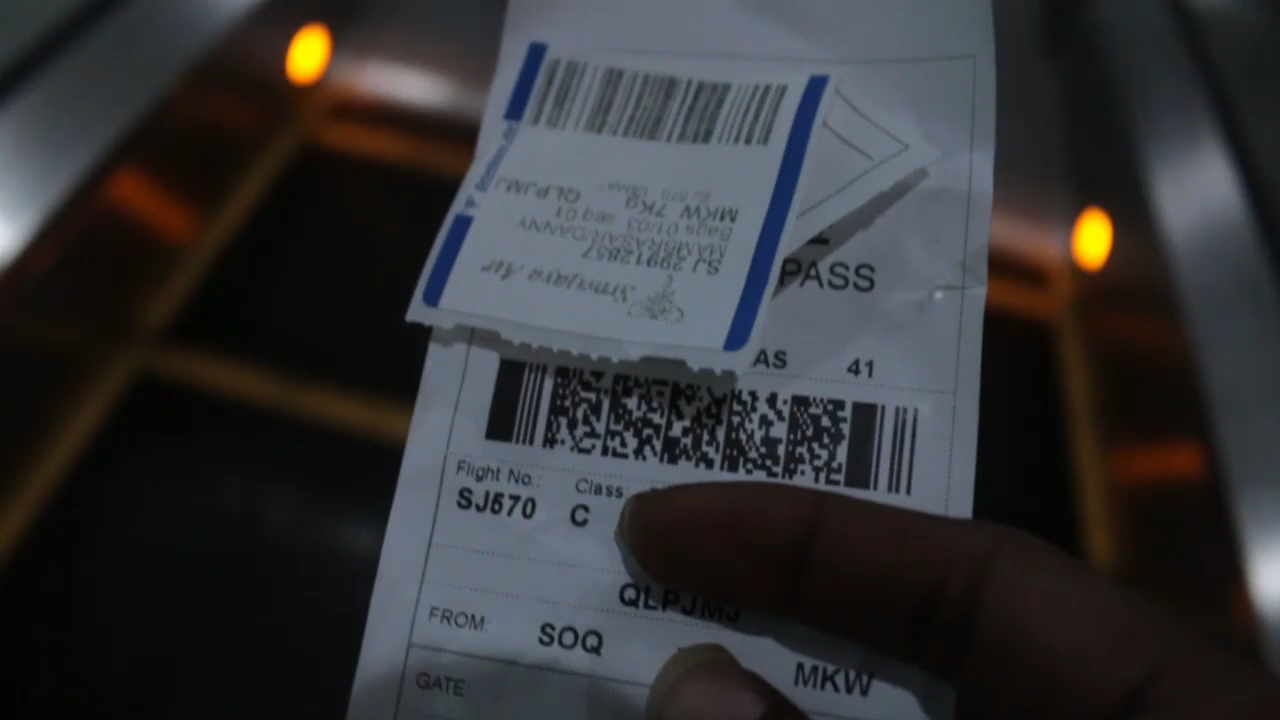 Sriwijaya Air
SJ 29912857
MAMBRASAR/DANNY
Bags 01/03 seq 01
MKW 7Kg QLPJMJ
PASS
AS 41
Flight No.: Class:
SJ570 C
QLPJMJ
FROM: SOQ MKW
GATE: